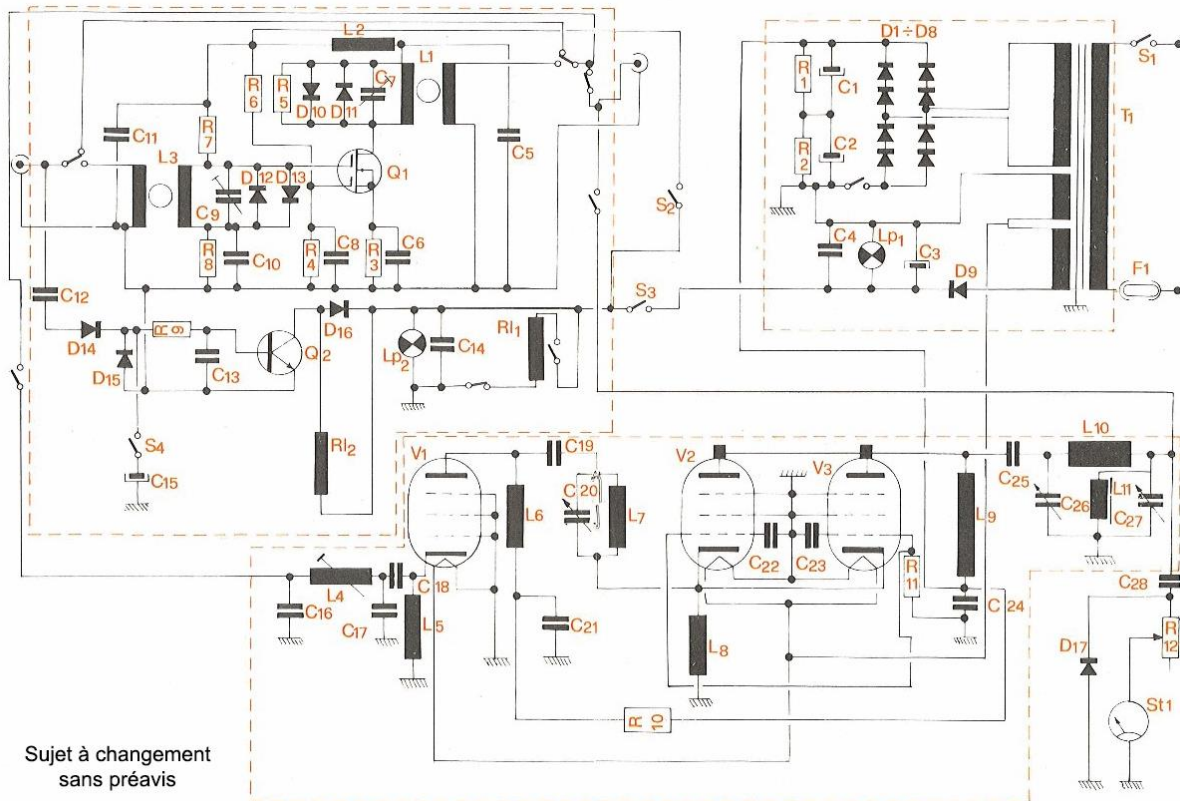 L2
D1÷D8
S1
R6
R5
D10
D11
C7
L1
R1
C1
T1
C11
R7
C5
R2
C2
L3
D12
D13
Q1
S2
C9
C4
Lp1
C3
R8
C10
R4
C8
R3
C6
D9
F1
C12
S3
D14
R9
D16
D15
C13
Q2
Lp2
C14
Rl1
S4
C15
Rl2
V1
C19
V2
V3
L10
C20
L7
L6
C25
C26
L11
C27
L9
C22
C23
R11
C18
L4
C16
C17
L5
C21
L8
C24
C28
D17
R12
St1
R10
Sujet à changement
sans préavis